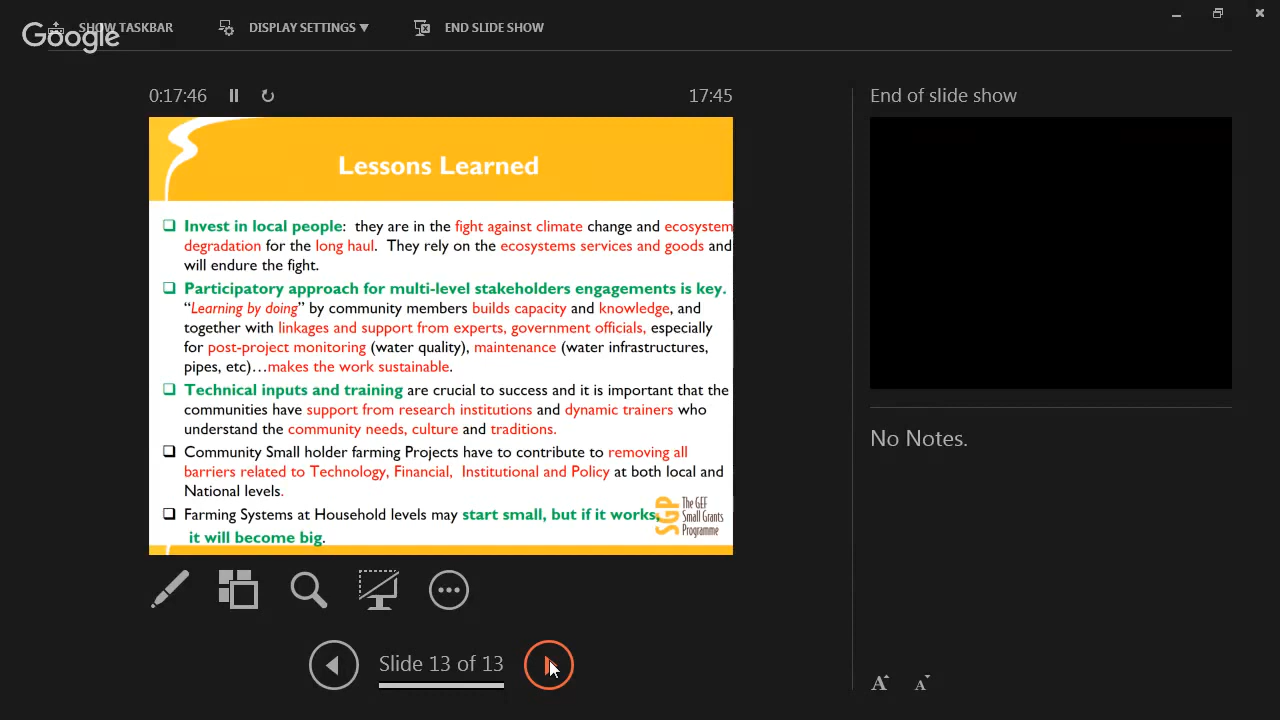 Google
SHOW TASKBAR
DISPLAY SETTINGS
END SLIDE SHOW
0:17:46
17:45
End of slide show
Lessons Learned
Invest in local people: they are in the fight against climate change and ecosystem
degradation for the long haul. They rely on the ecosystems services and goods and
will endure the fight.
Participatory approach for multi-level stakeholders engagements is key.
“Learning by doing” by community members builds capacity and knowledge, and
together with linkages and support from experts, government officials, especially
for post-project monitoring (water quality), maintenance (water infrastructures,
pipes, etc)…makes the work sustainable.
Technical inputs and training are crucial to success and it is important that the
communities have support from research institutions and dynamic trainers who
understand the community needs, culture and traditions.
Community Small holder farming Projects have to contribute to removing all
barriers related to Technology, Financial, Institutional and Policy at both local and
National levels.
Farming Systems at Household levels may start small, but if it works,
it will become big.
SGP
The GEF
Small Grants
Programme
No Notes.
Slide 13 of 13
A A